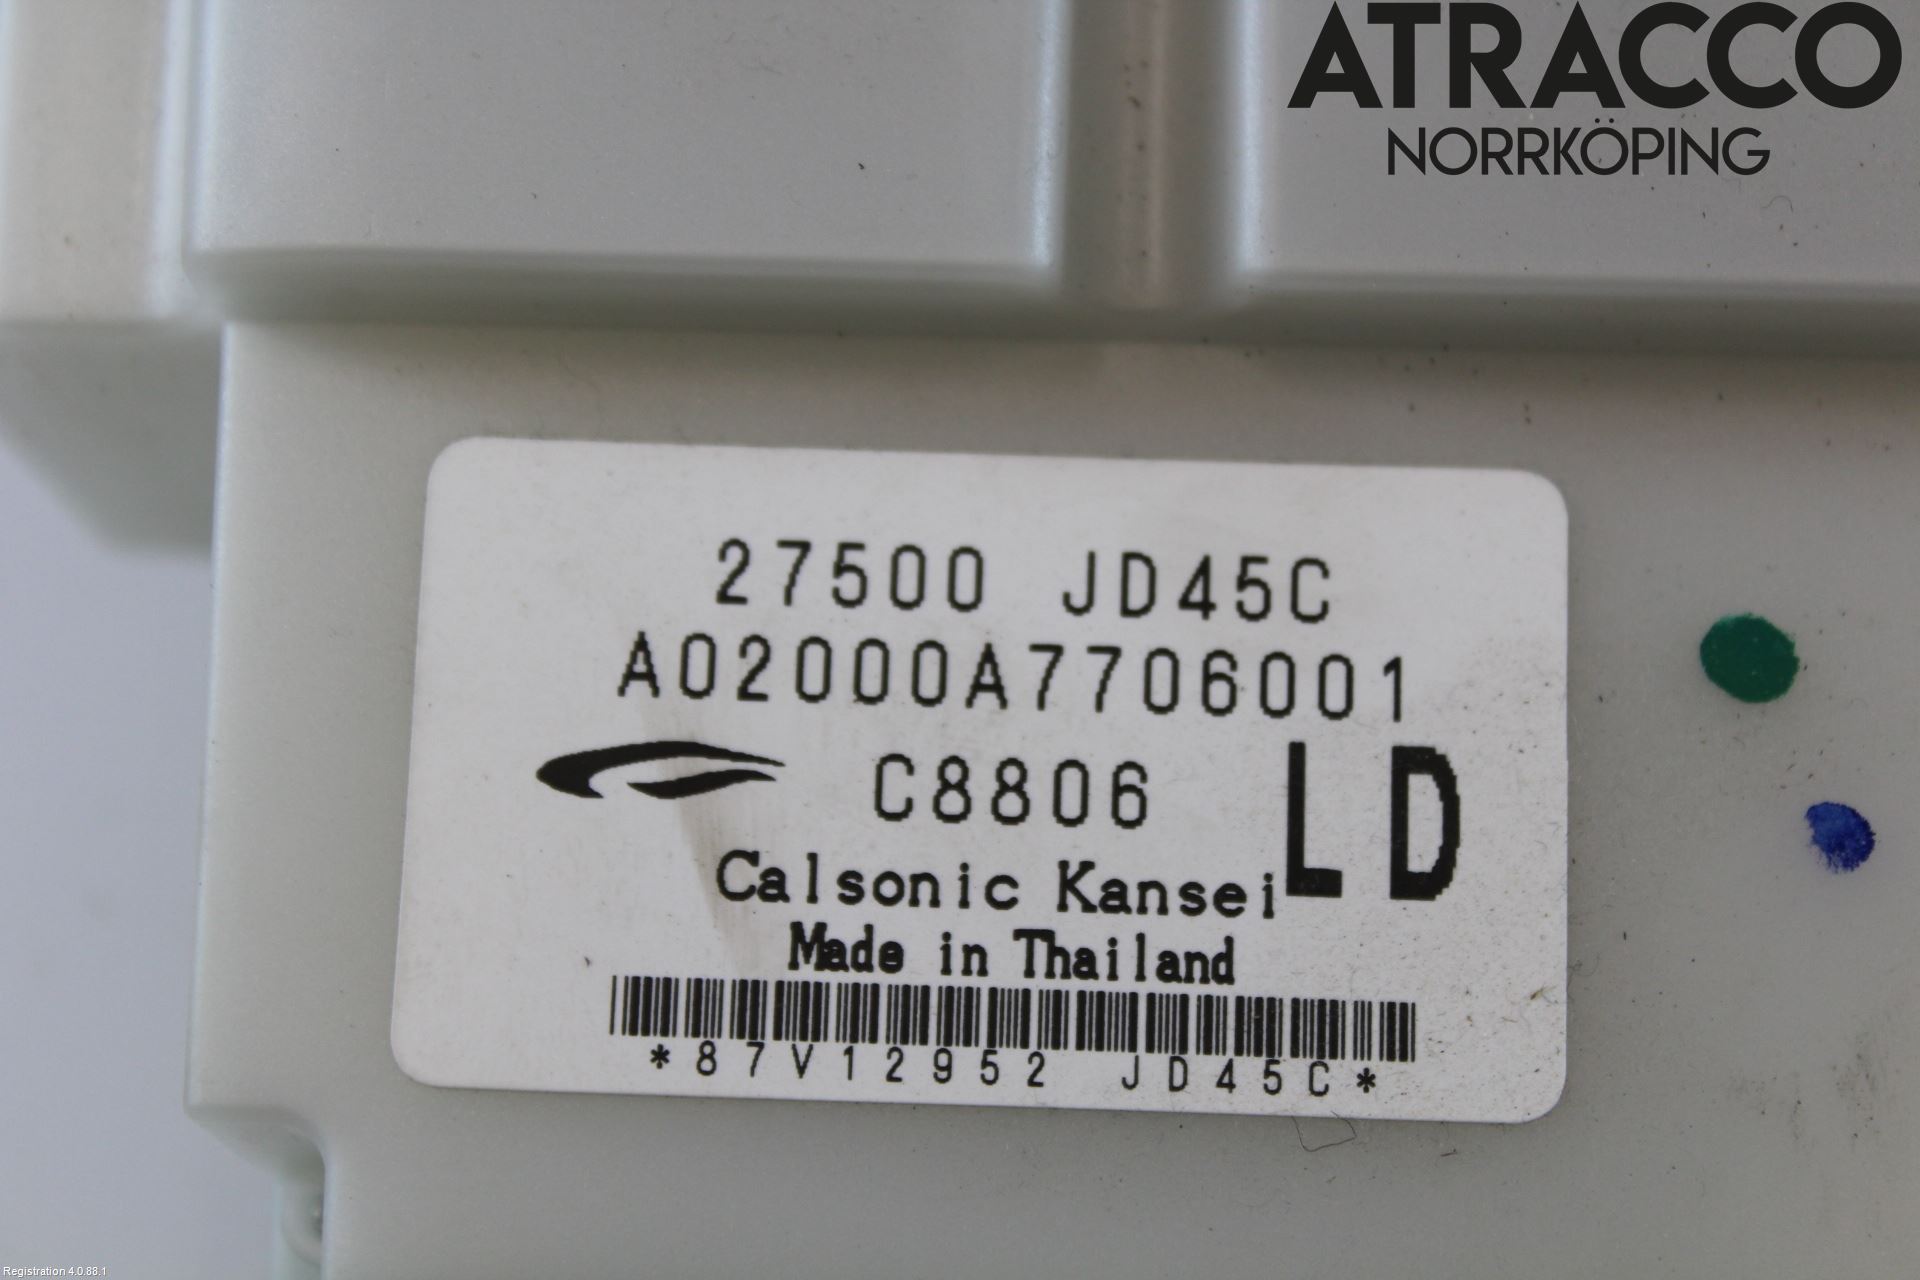 ATRACCO
NORRKÖPING
27500 JD45C
A02000A7706001
C8806
LD
Calsonic Kansei
Made in Thailand
*87V12952 JD45C*
Registration 4.0.88.1